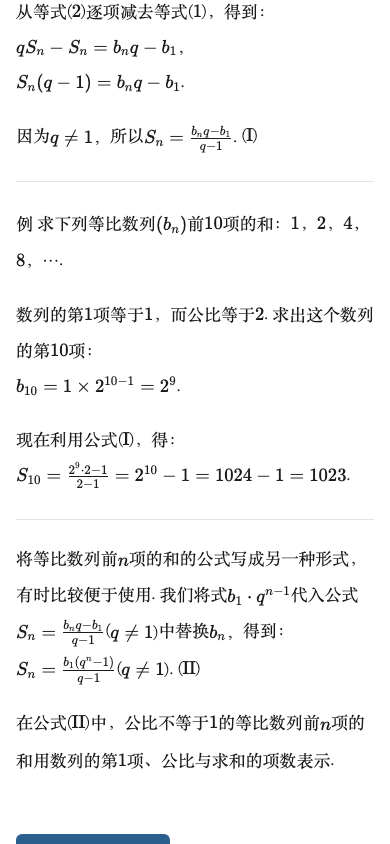 从等式(2)逐项减去等式(1)，得到：
qSₙ − Sₙ = bₙq − b₁,
Sₙ(q − 1) = bₙq − b₁.
因为q ≠ 1，所以Sₙ = (bₙq−b₁)/(q−1). (Ⅰ)
例 求下列等比数列(bₙ)前10项的和：1，2，4，
8，⋯.
数列的第1项等于1，而公比等于2. 求出这个数列
的第10项：
b₁₀ = 1 × 2¹⁰⁻¹ = 2⁹.
现在利用公式(Ⅰ)，得：
S₁₀ = (2⁹·2−1)/(2−1) = 2¹⁰ − 1 = 1024 − 1 = 1023.
将等比数列前n项的和的公式写成另一种形式，
有时比较便于使用. 我们将式b₁ · qⁿ⁻¹代入公式
Sₙ = (bₙq−b₁)/(q−1) (q ≠ 1)中替换bₙ，得到：
Sₙ = b₁(qⁿ−1)/(q−1) (q ≠ 1). (Ⅱ)
在公式(Ⅱ)中，公比不等于1的等比数列前n项的
和用数列的第1项、公比与求和的项数表示.